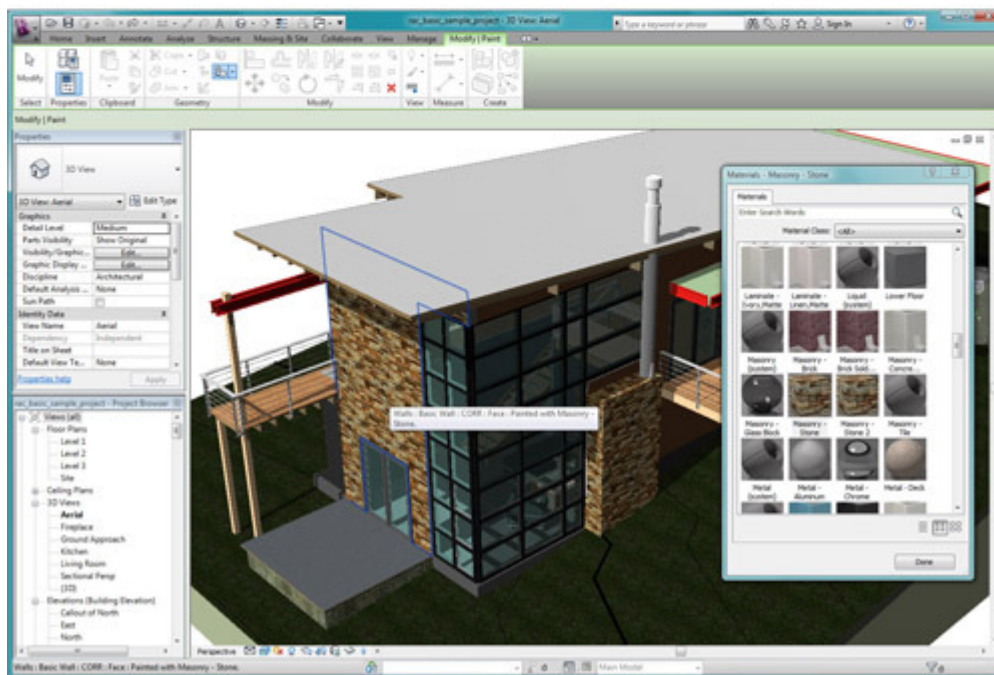 rac_basic_sample_project - 3D View: Aerial
Type a keyword or phrase
Sign In
Home Insert Annotate Analyze Structure Massing & Site Collaborate View Manage Modify | Paint
Modify
Paste
Copy
Cut
Join
Select Properties Clipboard Geometry Modify View Measure Create
Modify | Paint
Properties
3D View
3D View: Aerial
Edit Type
Graphics
Detail Level Medium
Parts Visibility Show Original
Visibility/Graphic... Edit...
Graphic Display ... Edit...
Discipline Architectural
Default Analysis ... None
Sun Path
Identity Data
View Name Aerial
Dependency Independent
Title on Sheet
Default View Te... None
Properties help
Apply
rac_basic_sample_project - Project Browser
Views (all)
Floor Plans
Level 1
Level 2
Level 3
Site
Ceiling Plans
3D Views
Aerial
Fireplace
Ground Approach
Kitchen
Living Room
Sectional Persp
{3D}
Elevations (Building Elevation)
Callout of North
East
North
Walls : Basic Wall : CORR : Face : Painted with Masonry -
Stone.
Materials - Masonry - Stone
Materials
Enter Search Words
Material Class: <All>
Laminate - Ivory,Matte
Laminate - Linen,Matte
Liquid (system)
Lower Floor
Masonry (system)
Masonry - Brick
Masonry - Brick Sold...
Masonry - Concre...
Masonry - Glass Block
Masonry - Stone
Masonry - Stone 2
Masonry - Tile
Metal (system)
Metal - Aluminum
Metal - Chrome
Metal - Deck
Done
Perspective
Walls : Basic Wall : CORR : Face : Painted with Masonry - Stone.
Main Model